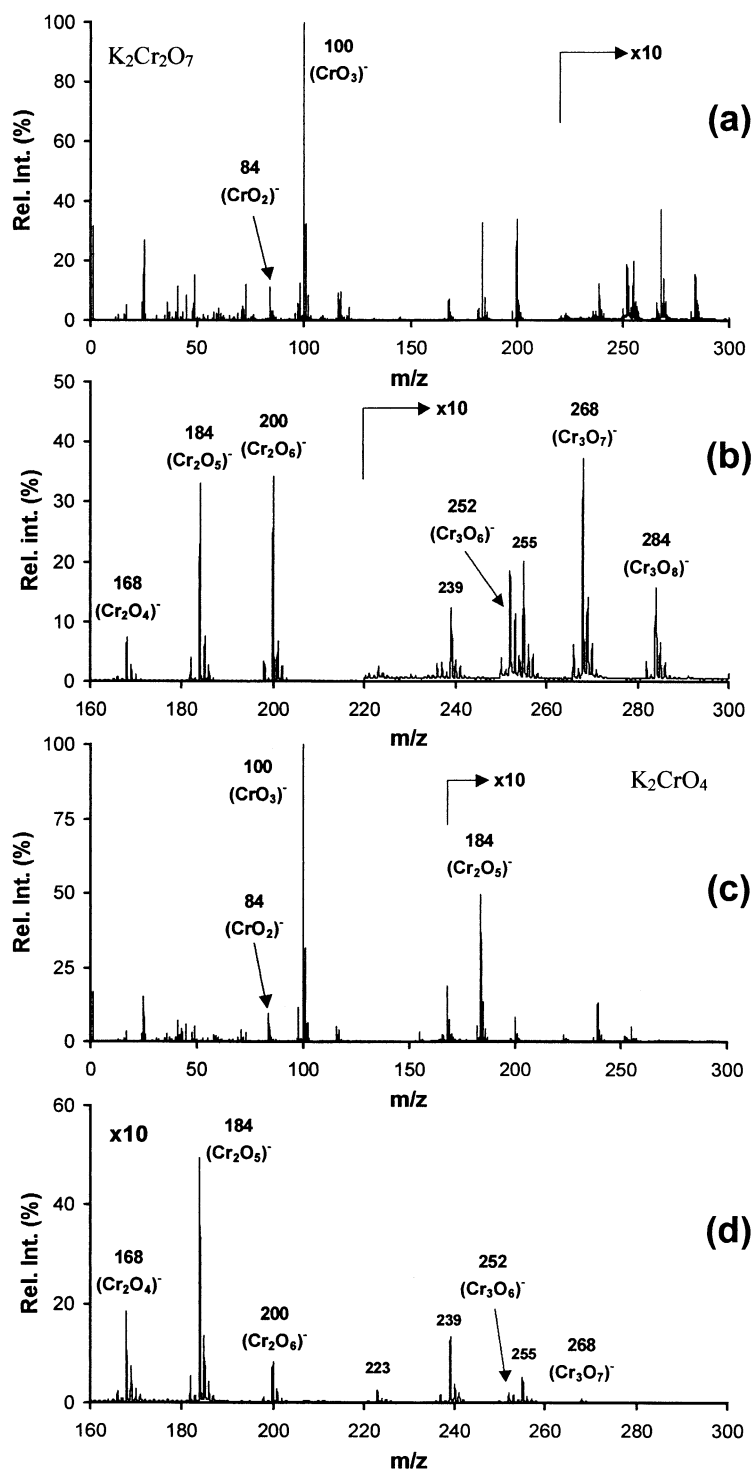 K₂Cr₂O₇
100
(CrO₃)⁻
x10
(a)
84
(CrO₂)⁻
Rel. Int. (%)
100
80
60
40
20
0
0 50 100 150 200 250 300
m/z
(b)
x10
268
(Cr₃O₇)⁻
200
(Cr₂O₆)⁻
184
(Cr₂O₅)⁻
252
(Cr₃O₆)⁻
255
284
(Cr₃O₈)⁻
239
168
(Cr₂O₄)⁻
Rel. int. (%)
50
40
30
20
10
0
160 180 200 220 240 260 280 300
m/z
100
(CrO₃)⁻
x10
K₂CrO₄
184
(Cr₂O₅)⁻
(c)
84
(CrO₂)⁻
Rel. Int. (%)
100
75
50
25
0
0 50 100 150 200 250 300
m/z
x10
184
(Cr₂O₅)⁻
(d)
168
(Cr₂O₄)⁻
252
(Cr₃O₆)⁻
200
(Cr₂O₆)⁻
239
255
268
(Cr₃O₇)⁻
223
Rel. Int. (%)
60
40
20
0
160 180 200 220 240 260 280 300
m/z